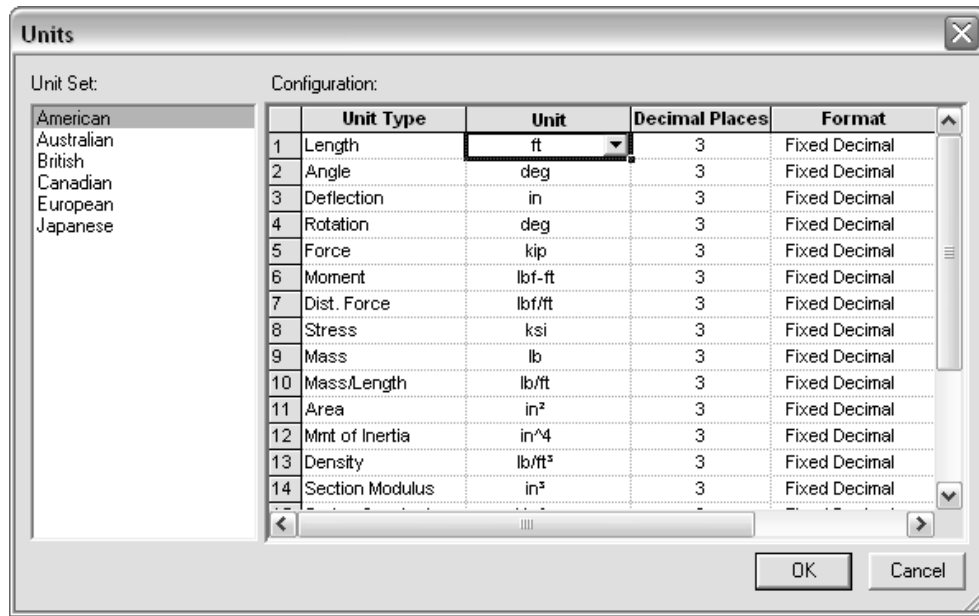 Units
Unit Set:
Configuration:
American
Australian
British
Canadian
European
Japanese
Unit Type Unit Decimal Places Format
1 Length ft 3 Fixed Decimal
2 Angle deg 3 Fixed Decimal
3 Deflection in 3 Fixed Decimal
4 Rotation deg 3 Fixed Decimal
5 Force kip 3 Fixed Decimal
6 Moment lbf-ft 3 Fixed Decimal
7 Dist. Force lbf/ft 3 Fixed Decimal
8 Stress ksi 3 Fixed Decimal
9 Mass lb 3 Fixed Decimal
10 Mass/Length lb/ft 3 Fixed Decimal
11 Area in² 3 Fixed Decimal
12 Mmt of Inertia in^4 3 Fixed Decimal
13 Density lb/ft³ 3 Fixed Decimal
14 Section Modulus in³ 3 Fixed Decimal
OK Cancel